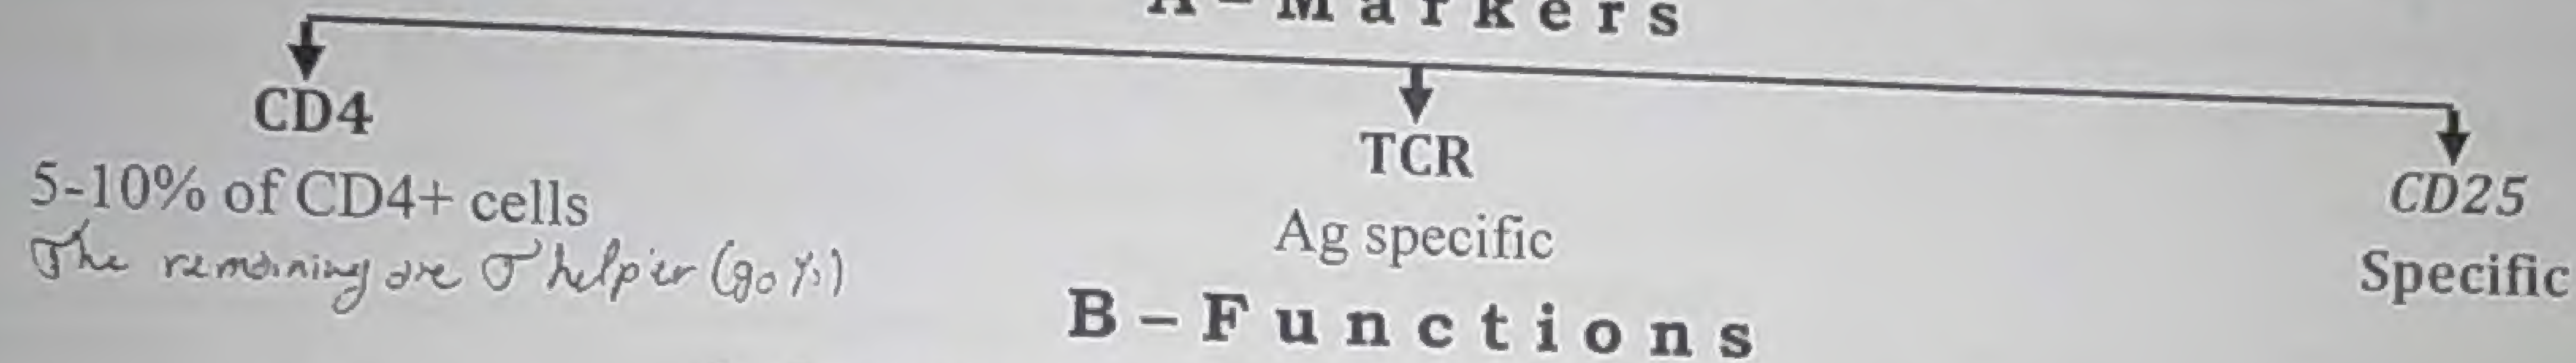 A – Markers
CD4
5-10% of CD4+ cells
The remaining are T helper (90%)
TCR
Ag specific
CD25
Specific
B – Functions